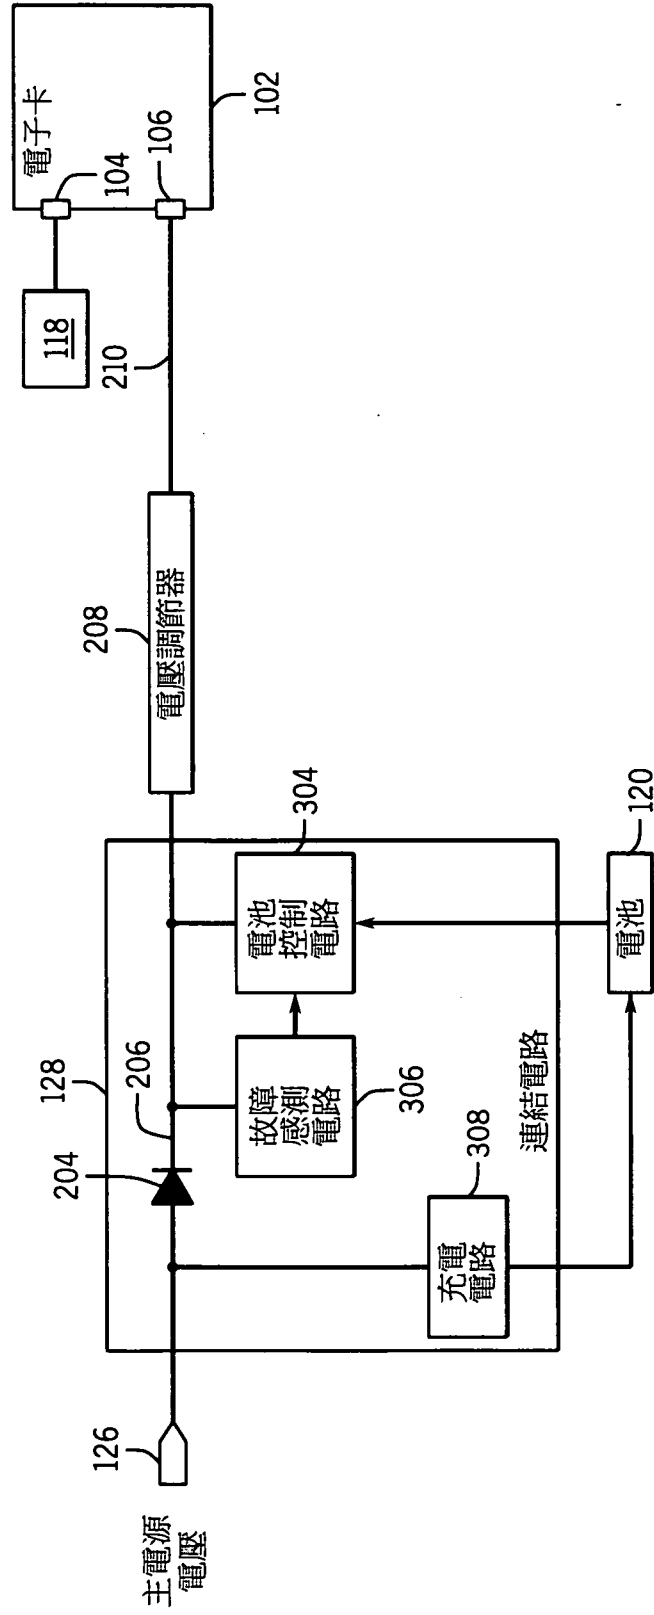 主電源
電壓
126
128
204
206
故障
感測
電路
306
電池
控制
電路
304
充電
電路
308
連結電路
電池
120
208
電壓調節器
210
118
104
106
電子卡
102